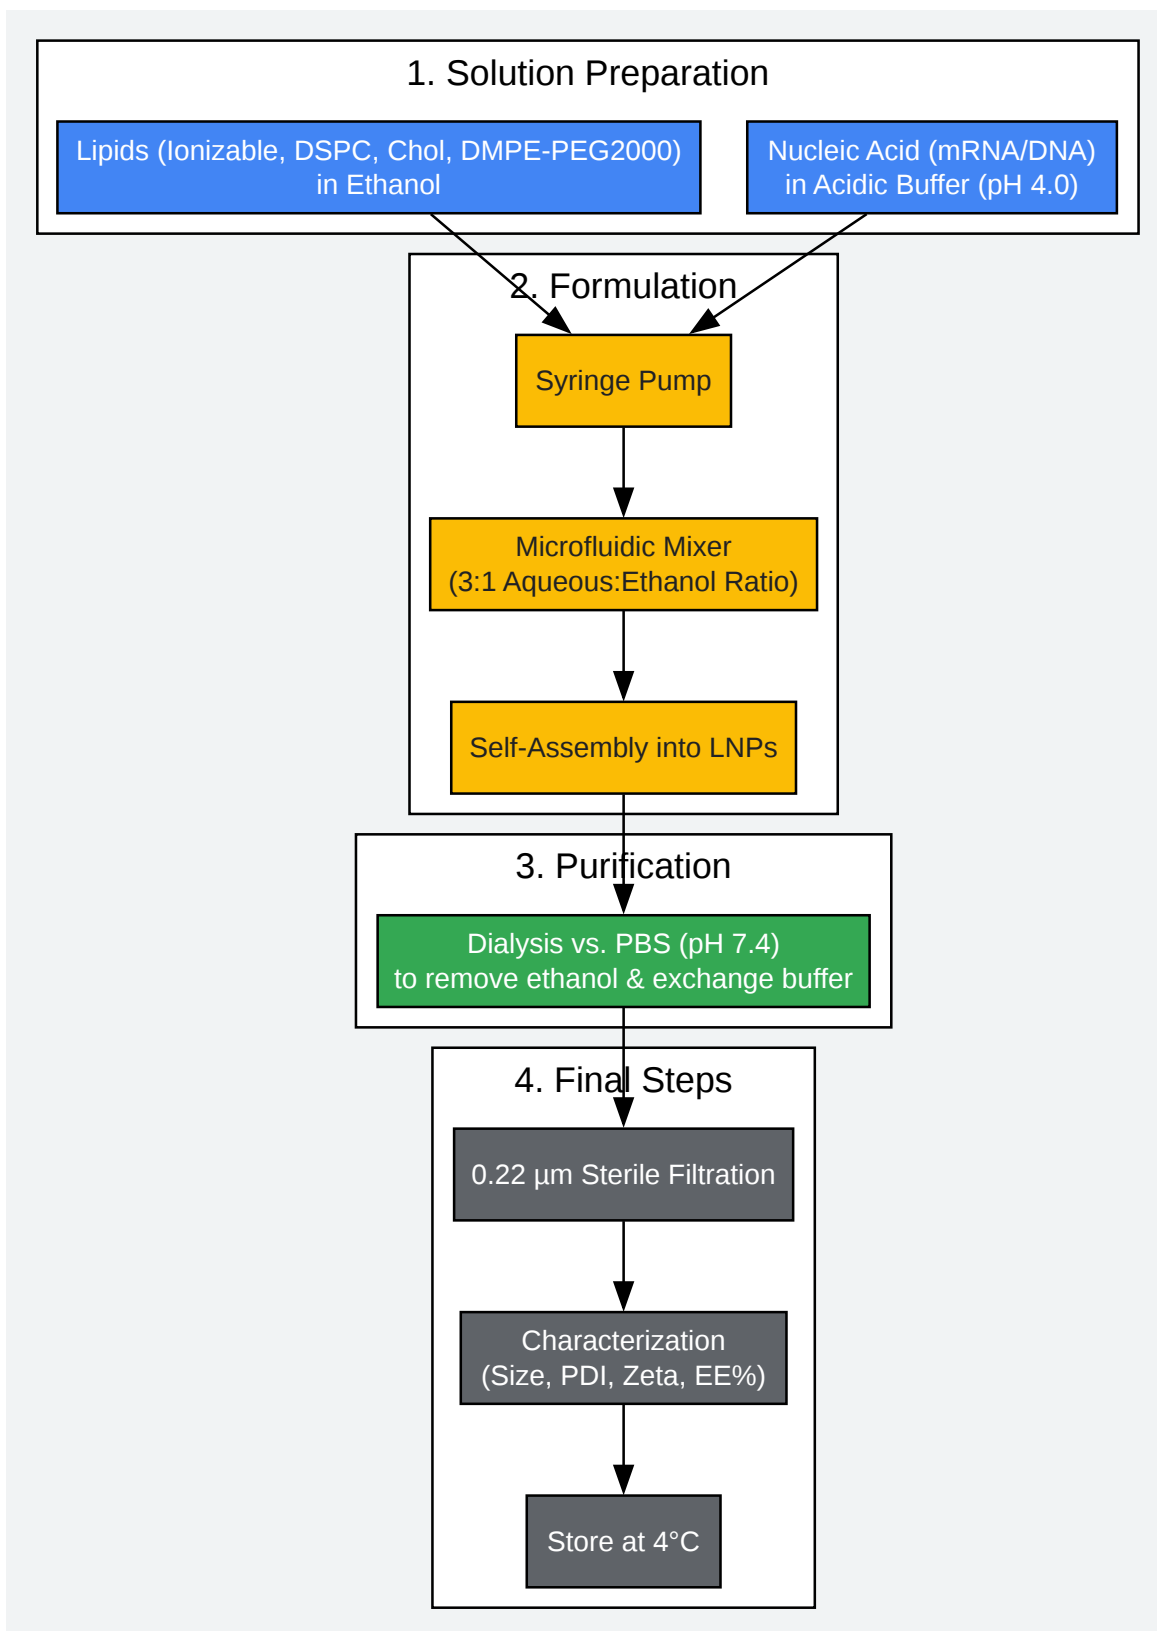 1. Solution Preparation
Lipids (Ionizable, DSPC, Chol, DMPE-PEG2000)
in Ethanol
Nucleic Acid (mRNA/DNA)
in Acidic Buffer (pH 4.0)
2. Formulation
Syringe Pump
Microfluidic Mixer
(3:1 Aqueous:Ethanol Ratio)
Self-Assembly into LNPs
3. Purification
Dialysis vs. PBS (pH 7.4)
to remove ethanol & exchange buffer
4. Final Steps
0.22 µm Sterile Filtration
Characterization
(Size, PDI, Zeta, EE%)
Store at 4°C